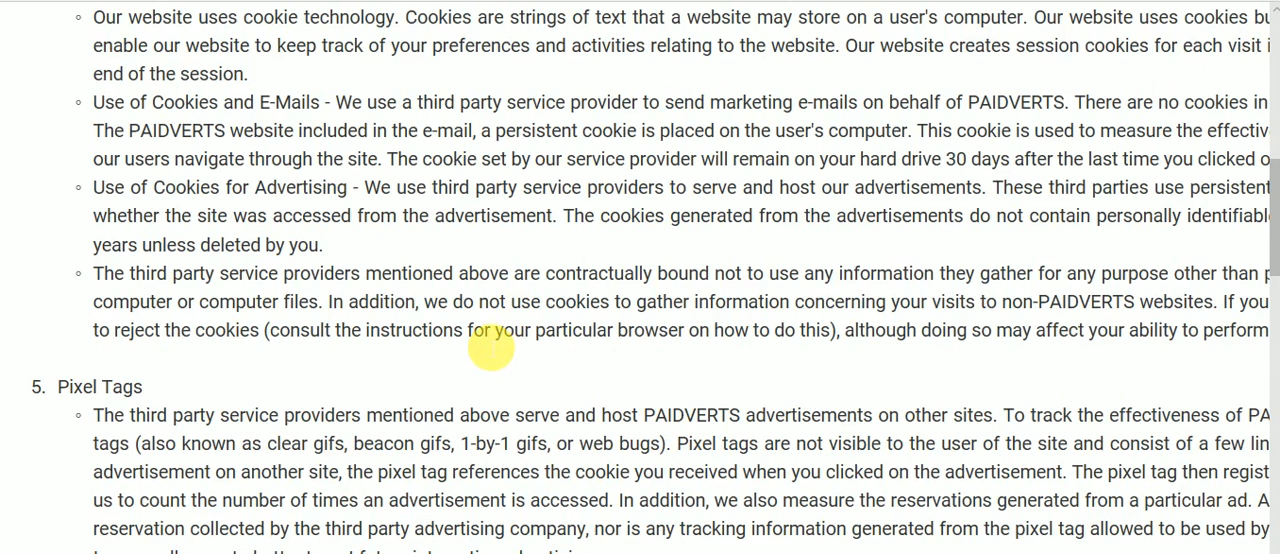 ◦ Our website uses cookie technology. Cookies are strings of text that a website may store on a user's computer. Our website uses cookies
enable our website to keep track of your preferences and activities relating to the website. Our website creates session cookies for each visit
end of the session.
◦ Use of Cookies and E-Mails - We use a third party service provider to send marketing e-mails on behalf of PAIDVERTS. There are no cookies in
The PAIDVERTS website included in the e-mail, a persistent cookie is placed on the user's computer. This cookie is used to measure the
our users navigate through the site. The cookie set by our service provider will remain on your hard drive 30 days after the last time you clicked
◦ Use of Cookies for Advertising - We use third party service providers to serve and host our advertisements. These third parties use persistent
whether the site was accessed from the advertisement. The cookies generated from the advertisements do not contain personally
years unless deleted by you.
◦ The third party service providers mentioned above are contractually bound not to use any information they gather for any purpose other than
computer or computer files. In addition, we do not use cookies to gather information concerning your visits to non-PAIDVERTS websites. If you
to reject the cookies (consult the instructions for your particular browser on how to do this), although doing so may affect your ability to perform
5. Pixel Tags
◦ The third party service providers mentioned above serve and host PAIDVERTS advertisements on other sites. To track the effectiveness of
tags (also known as clear gifs, beacon gifs, 1-by-1 gifs, or web bugs). Pixel tags are not visible to the user of the site and consist of a few
advertisement on another site, the pixel tag references the cookie you received when you clicked on the advertisement. The pixel tag then
us to count the number of times an advertisement is accessed. In addition, we also measure the reservations generated from a particular ad.
reservation collected by the third party advertising company, nor is any tracking information generated from the pixel tag allowed to be used by